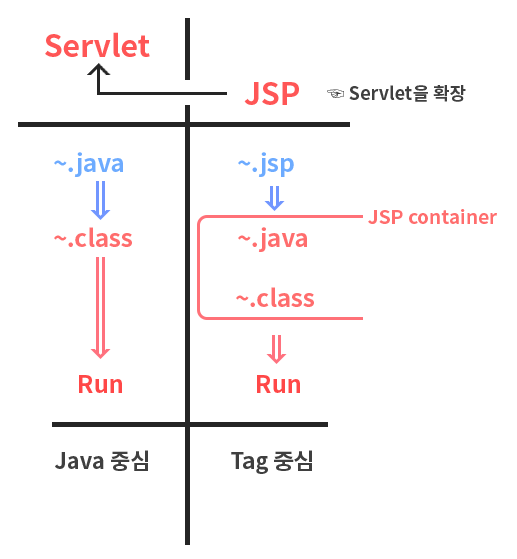 Servlet
JSP ☜ Servlet을 확장
~.java ~.jsp
JSP container
~.class ~.java
~.class
Run Run
Java 중심 Tag 중심